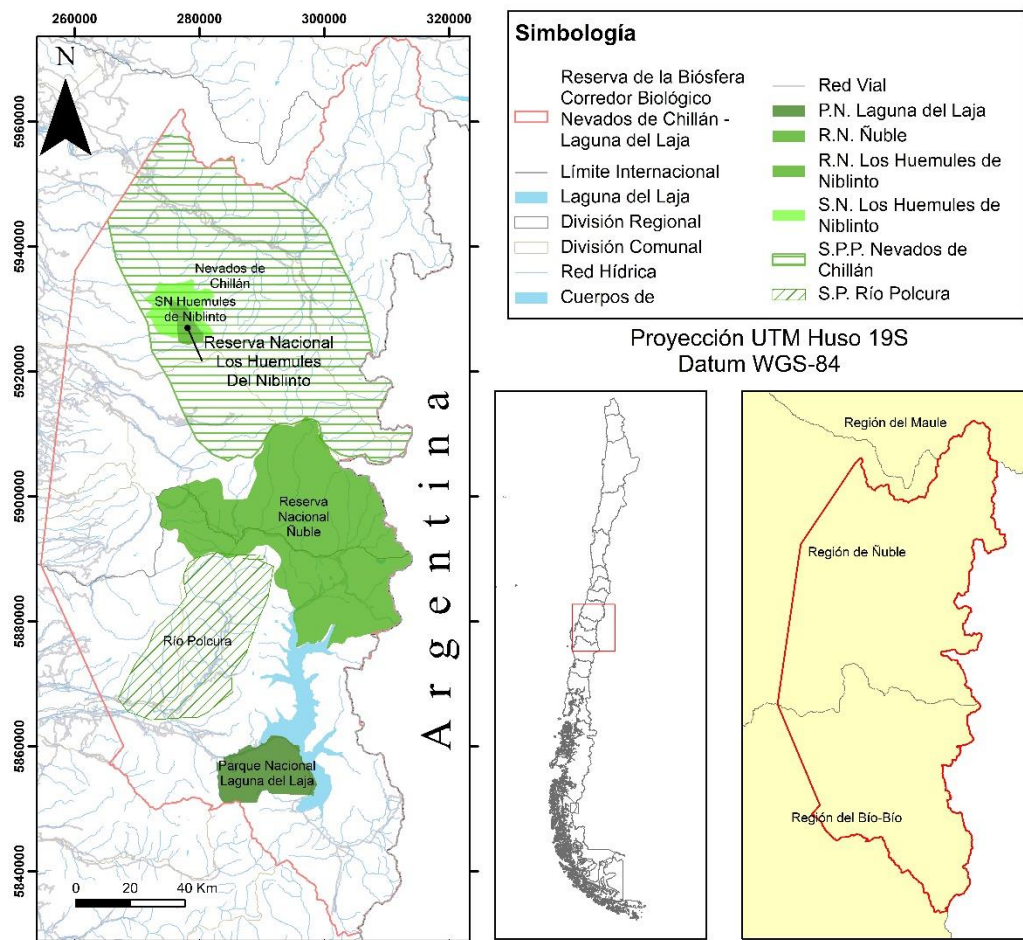 260000
280000
300000
320000
N
5960000
5940000
5920000
5900000
5880000
5860000
5840000
Nevados de
Chillán
SN Huemules
de Niblinto
Reserva Nacional
Los Huemules
Del Niblinto
Reserva
Nacional
Ñuble
Río Polcura
Parque Nacional
Laguna del Laja
Argentina
0 20 40 Km
Simbología
Reserva de la Biósfera
Corredor Biológico
Nevados de Chillán -
Laguna del Laja
Límite Internacional
Laguna del Laja
División Regional
División Comunal
Red Hídrica
Cuerpos de
Red Vial
P.N. Laguna del Laja
R.N. Ñuble
R.N. Los Huemules de
Niblinto
S.N. Los Huemules de
Niblinto
S.P.P. Nevados de
Chillán
S.P. Río Polcura
Proyección UTM Huso 19S
Datum WGS-84
Región del Maule
Región de Ñuble
Región del Bío-Bío